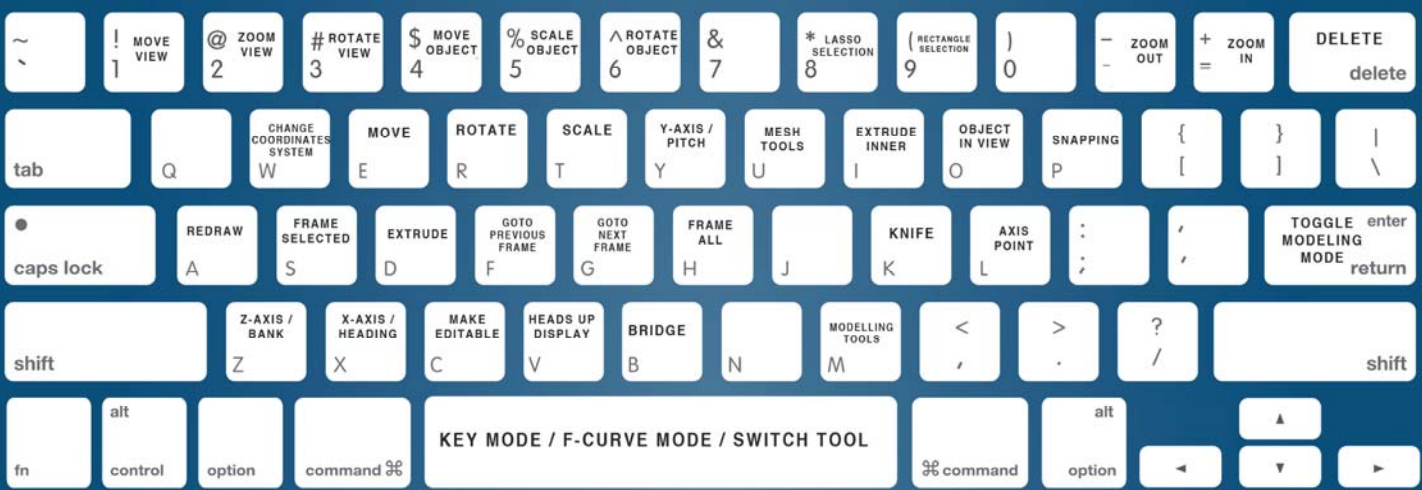 ~ ! MOVE VIEW @ ZOOM VIEW # ROTATE VIEW $ MOVE OBJECT % SCALE OBJECT ^ ROTATE OBJECT & * LASSO SELECTION ( RECTANGLE SELECTION ) – ZOOM OUT + ZOOM IN DELETE
` 1 2 3 4 5 6 7 8 9 0 - = delete
CHANGE COORDINATES SYSTEM MOVE ROTATE SCALE Y-AXIS / PITCH MESH TOOLS EXTRUDE INNER OBJECT IN VIEW SNAPPING { } |
tab Q W E R T Y U I O P [ ] \
REDRAW FRAME SELECTED EXTRUDE GOTO PREVIOUS FRAME GOTO NEXT FRAME FRAME ALL KNIFE AXIS POINT : ' TOGGLE MODELING MODE enter
caps lock A S D F G H J K L ; ' return
Z-AXIS / BANK X-AXIS / HEADING MAKE EDITABLE HEADS UP DISPLAY BRIDGE MODELLING TOOLS < > ?
shift Z X C V B N M , . / shift
alt KEY MODE / F-CURVE MODE / SWITCH TOOL alt ▲
fn control option command ⌘ ⌘ command option ◄ ▼ ►